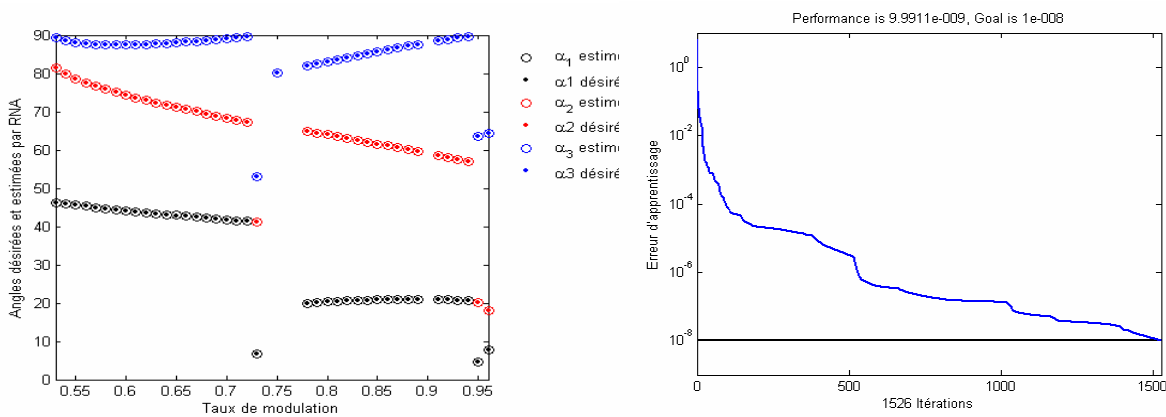 Angles désirées et estimées par RNA
90
80
70
60
50
40
30
20
10
0
0.55
0.6
0.65
0.7
0.75
0.8
0.85
0.9
0.95
Taux de modulation
α1 estim
α1 désiré
α2 estim
α2 désiré
α3 estim
α3 désiré
Performance is 9.9911e-009, Goal is 1e-008
Erreur d'apprentissage
10^0
10^-2
10^-4
10^-6
10^-8
0
500
1000
1500
1526 Itérations